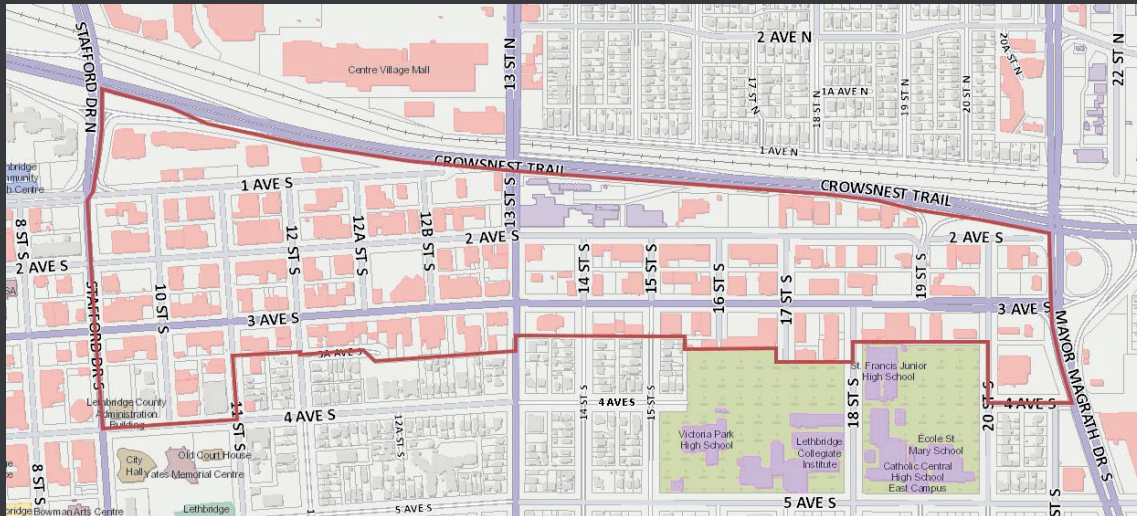 STAFFORD DR N
Centre Village Mall
13 ST N
2 AVE N
17 ST N
1A AVE N
18 ST N
19 ST N
20 ST N
20A ST N
22 ST N
1 AVE N
CROWSNEST TRAIL
CROWSNEST TRAIL
1 AVE S
8 ST S
2 AVE S
10 ST S
12 ST S
12A ST S
12B ST S
13 ST S
2 AVE S
14 ST S
15 ST S
16 ST S
17 ST S
19 ST S
2 AVE S
STAFFORD DR S
3 AVE S
3 AVE S
MAYOR MAGRATH DR S
Lethbridge County
Administration
Building
11 ST S
4 AVE S
12A ST S
14 ST S
4 AVE S
15 ST S
18 ST S
St. Francis Junior
High School
20 ST S
4 AVE S
8 ST S
City
Hall
Old Court House
Yates Memorial Centre
Victoria Park
High School
Lethbridge
Collegiate
Institute
École St
Mary School
Catholic Central
High School
East Campus
Bowman Arts Centre
Lethbridge
5 AVE S
5 AVE S
ST S